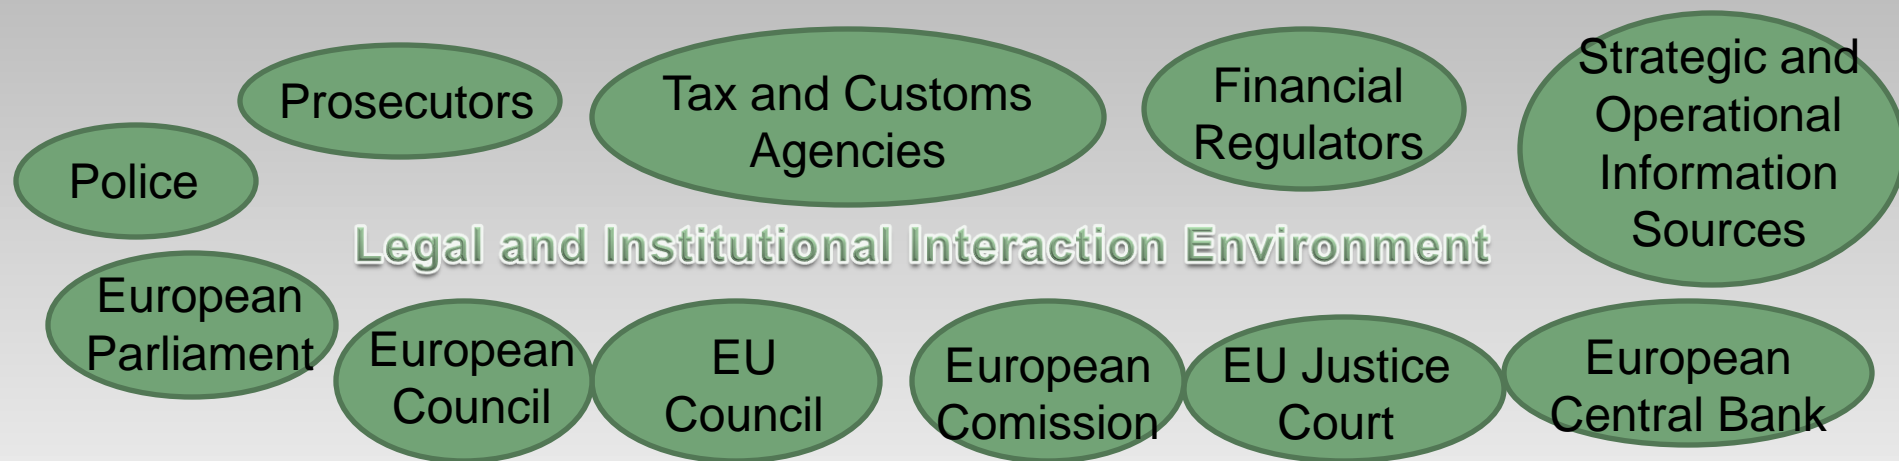 Prosecutors
Tax and Customs
Agencies
Financial
Regulators
Strategic and
Operational
Information
Sources
Police
Legal and Institutional Interaction Environment
European
Parliament
European
Council
EU
Council
European
Comission
EU Justice
Court
European
Central Bank